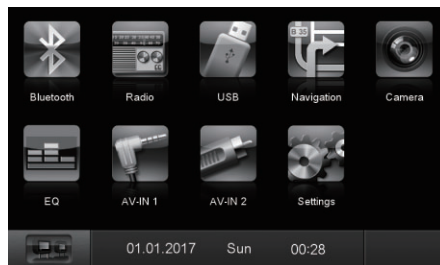 B 35
Bluetooth Radio USB Navigation Camera
EQ AV-IN 1 AV-IN 2 Settings
01.01.2017 Sun 00:28